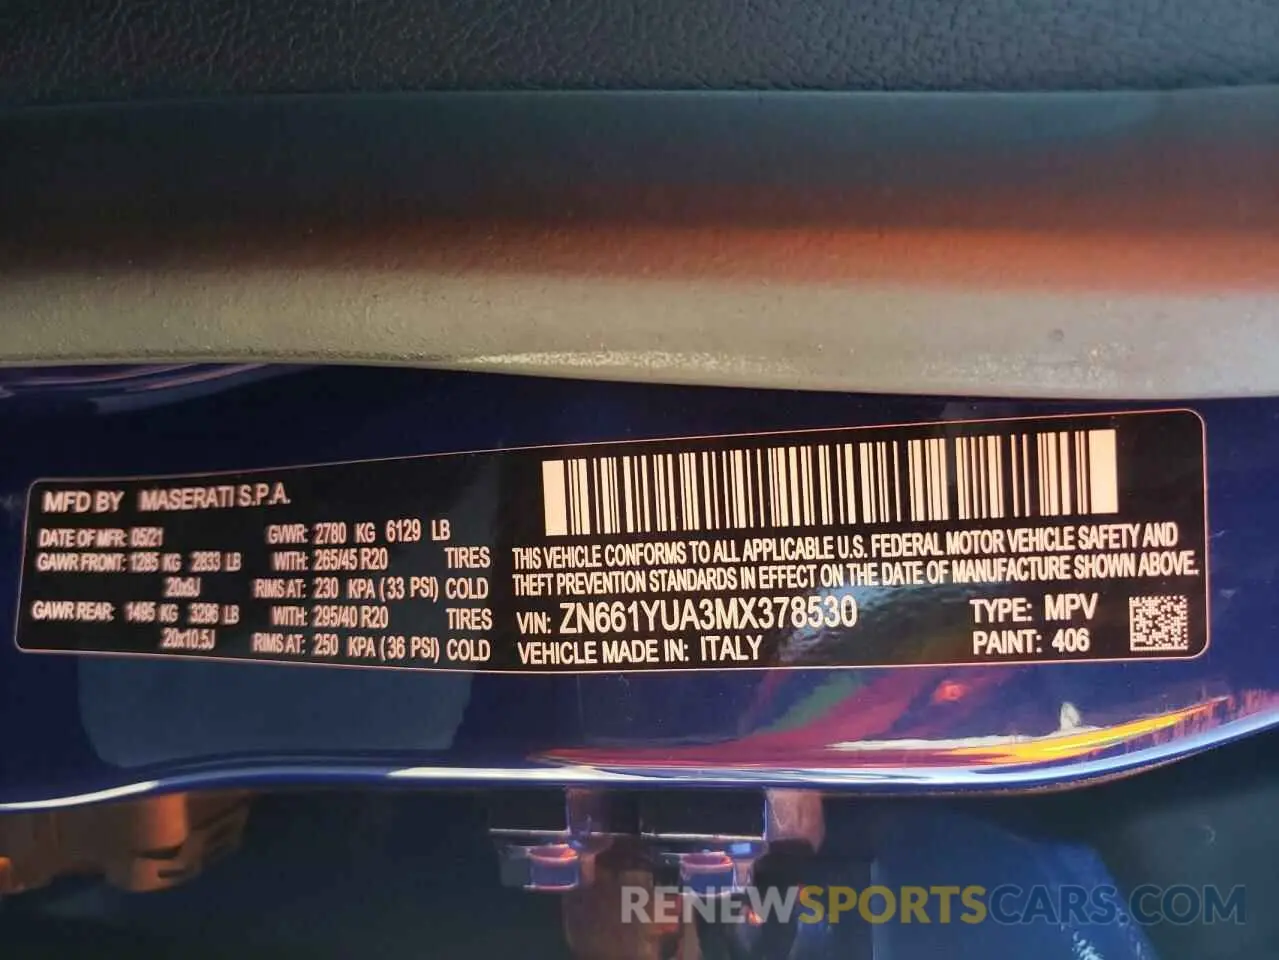 MFD BY MASERATI S.P.A.
DATE OF MFR: 05/21 GVWR: 2780 KG 6129 LB
GAWR FRONT: 1285 KG 2833 LB WITH: 265/45 R20 TIRES
20x9J RIMS AT: 230 KPA (33 PSI) COLD
GAWR REAR: 1495 KG 3296 LB WITH: 295/40 R20 TIRES
20x10.5J RIMS AT: 250 KPA (36 PSI) COLD
THIS VEHICLE CONFORMS TO ALL APPLICABLE U.S. FEDERAL MOTOR VEHICLE SAFETY AND
THEFT PREVENTION STANDARDS IN EFFECT ON THE DATE OF MANUFACTURE SHOWN ABOVE.
VIN: ZN661YUA3MX378530 TYPE: MPV
VEHICLE MADE IN: ITALY PAINT: 406
RENEWSPORTSCARS.COM